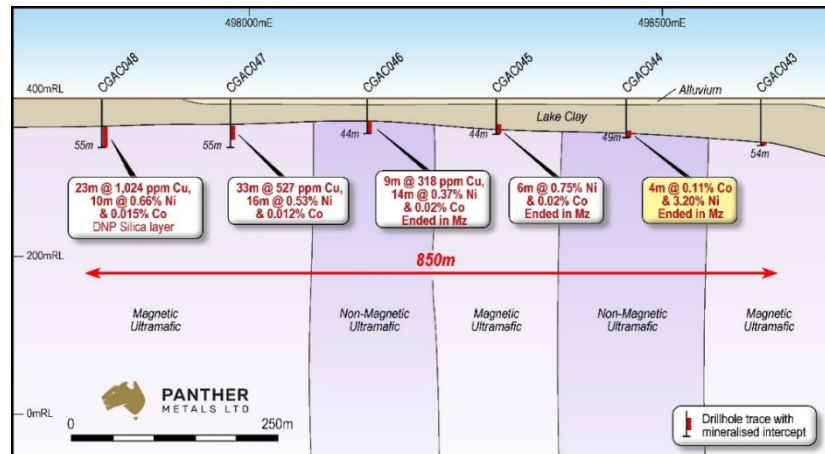 498000mE
498500mE
CGAC048
CGAC047
CGAC046
CGAC045
CGAC044
CGAC043
400mRL
Alluvium
Lake Clay
55m
55m
44m
44m
49m
54m
23m @ 1,024 ppm Cu,
10m @ 0.66% Ni
& 0.015% Co
DNP Silica layer
33m @ 527 ppm Cu,
16m @ 0.53% Ni
& 0.012% Co
9m @ 318 ppm Cu,
14m @ 0.37% Ni
& 0.02% Co
Ended in Mz
6m @ 0.75% Ni
& 0.02% Co
Ended in Mz
4m @ 0.11% Co
& 3.20% Ni
Ended in Mz
200mRL
850m
Magnetic
Ultramafic
Non-Magnetic
Ultramafic
Magnetic
Ultramafic
Non-Magnetic
Ultramafic
Magnetic
Ultramafic
PANTHER
METALS LTD
0mRL
0
250m
Drillhole trace with
mineralised intercept